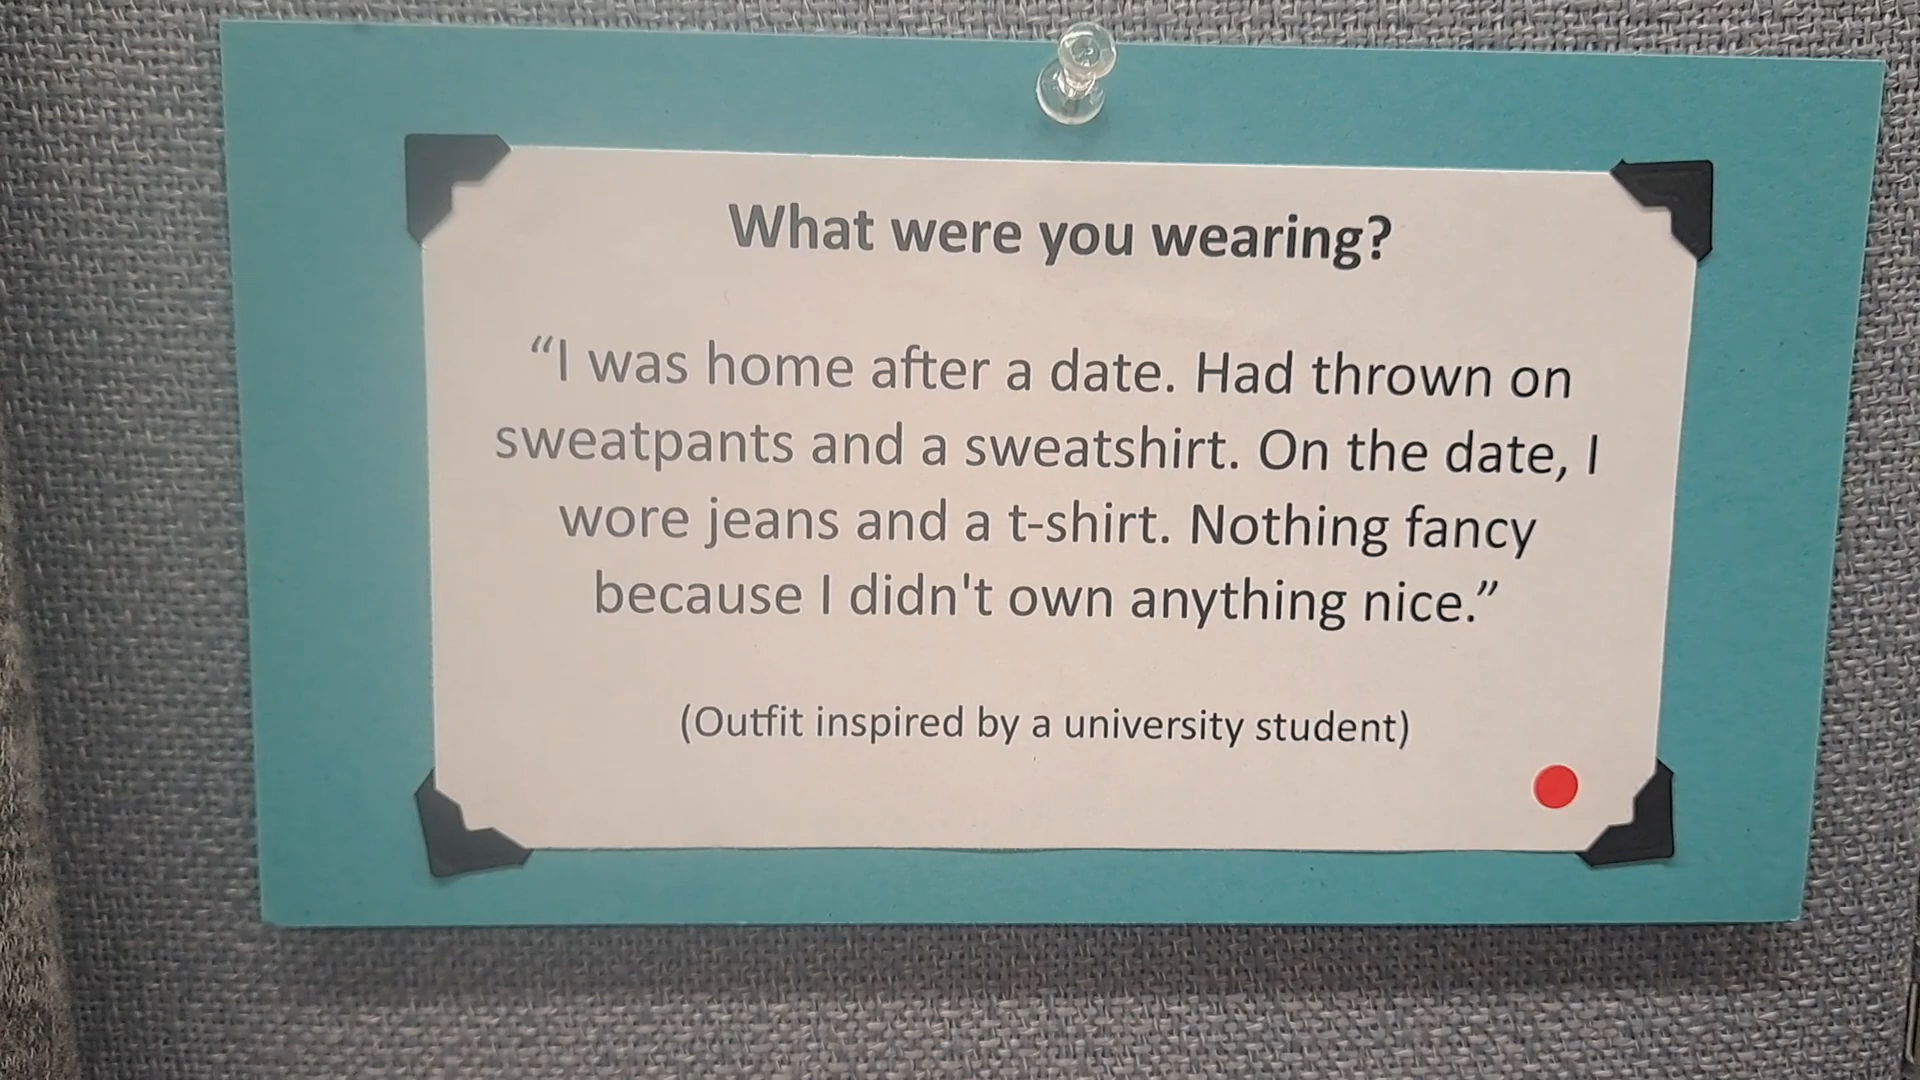 What were you wearing?
“I was home after a date. Had thrown on
sweatpants and a sweatshirt. On the date, I
wore jeans and a t-shirt. Nothing fancy
because I didn't own anything nice.”
(Outfit inspired by a university student)